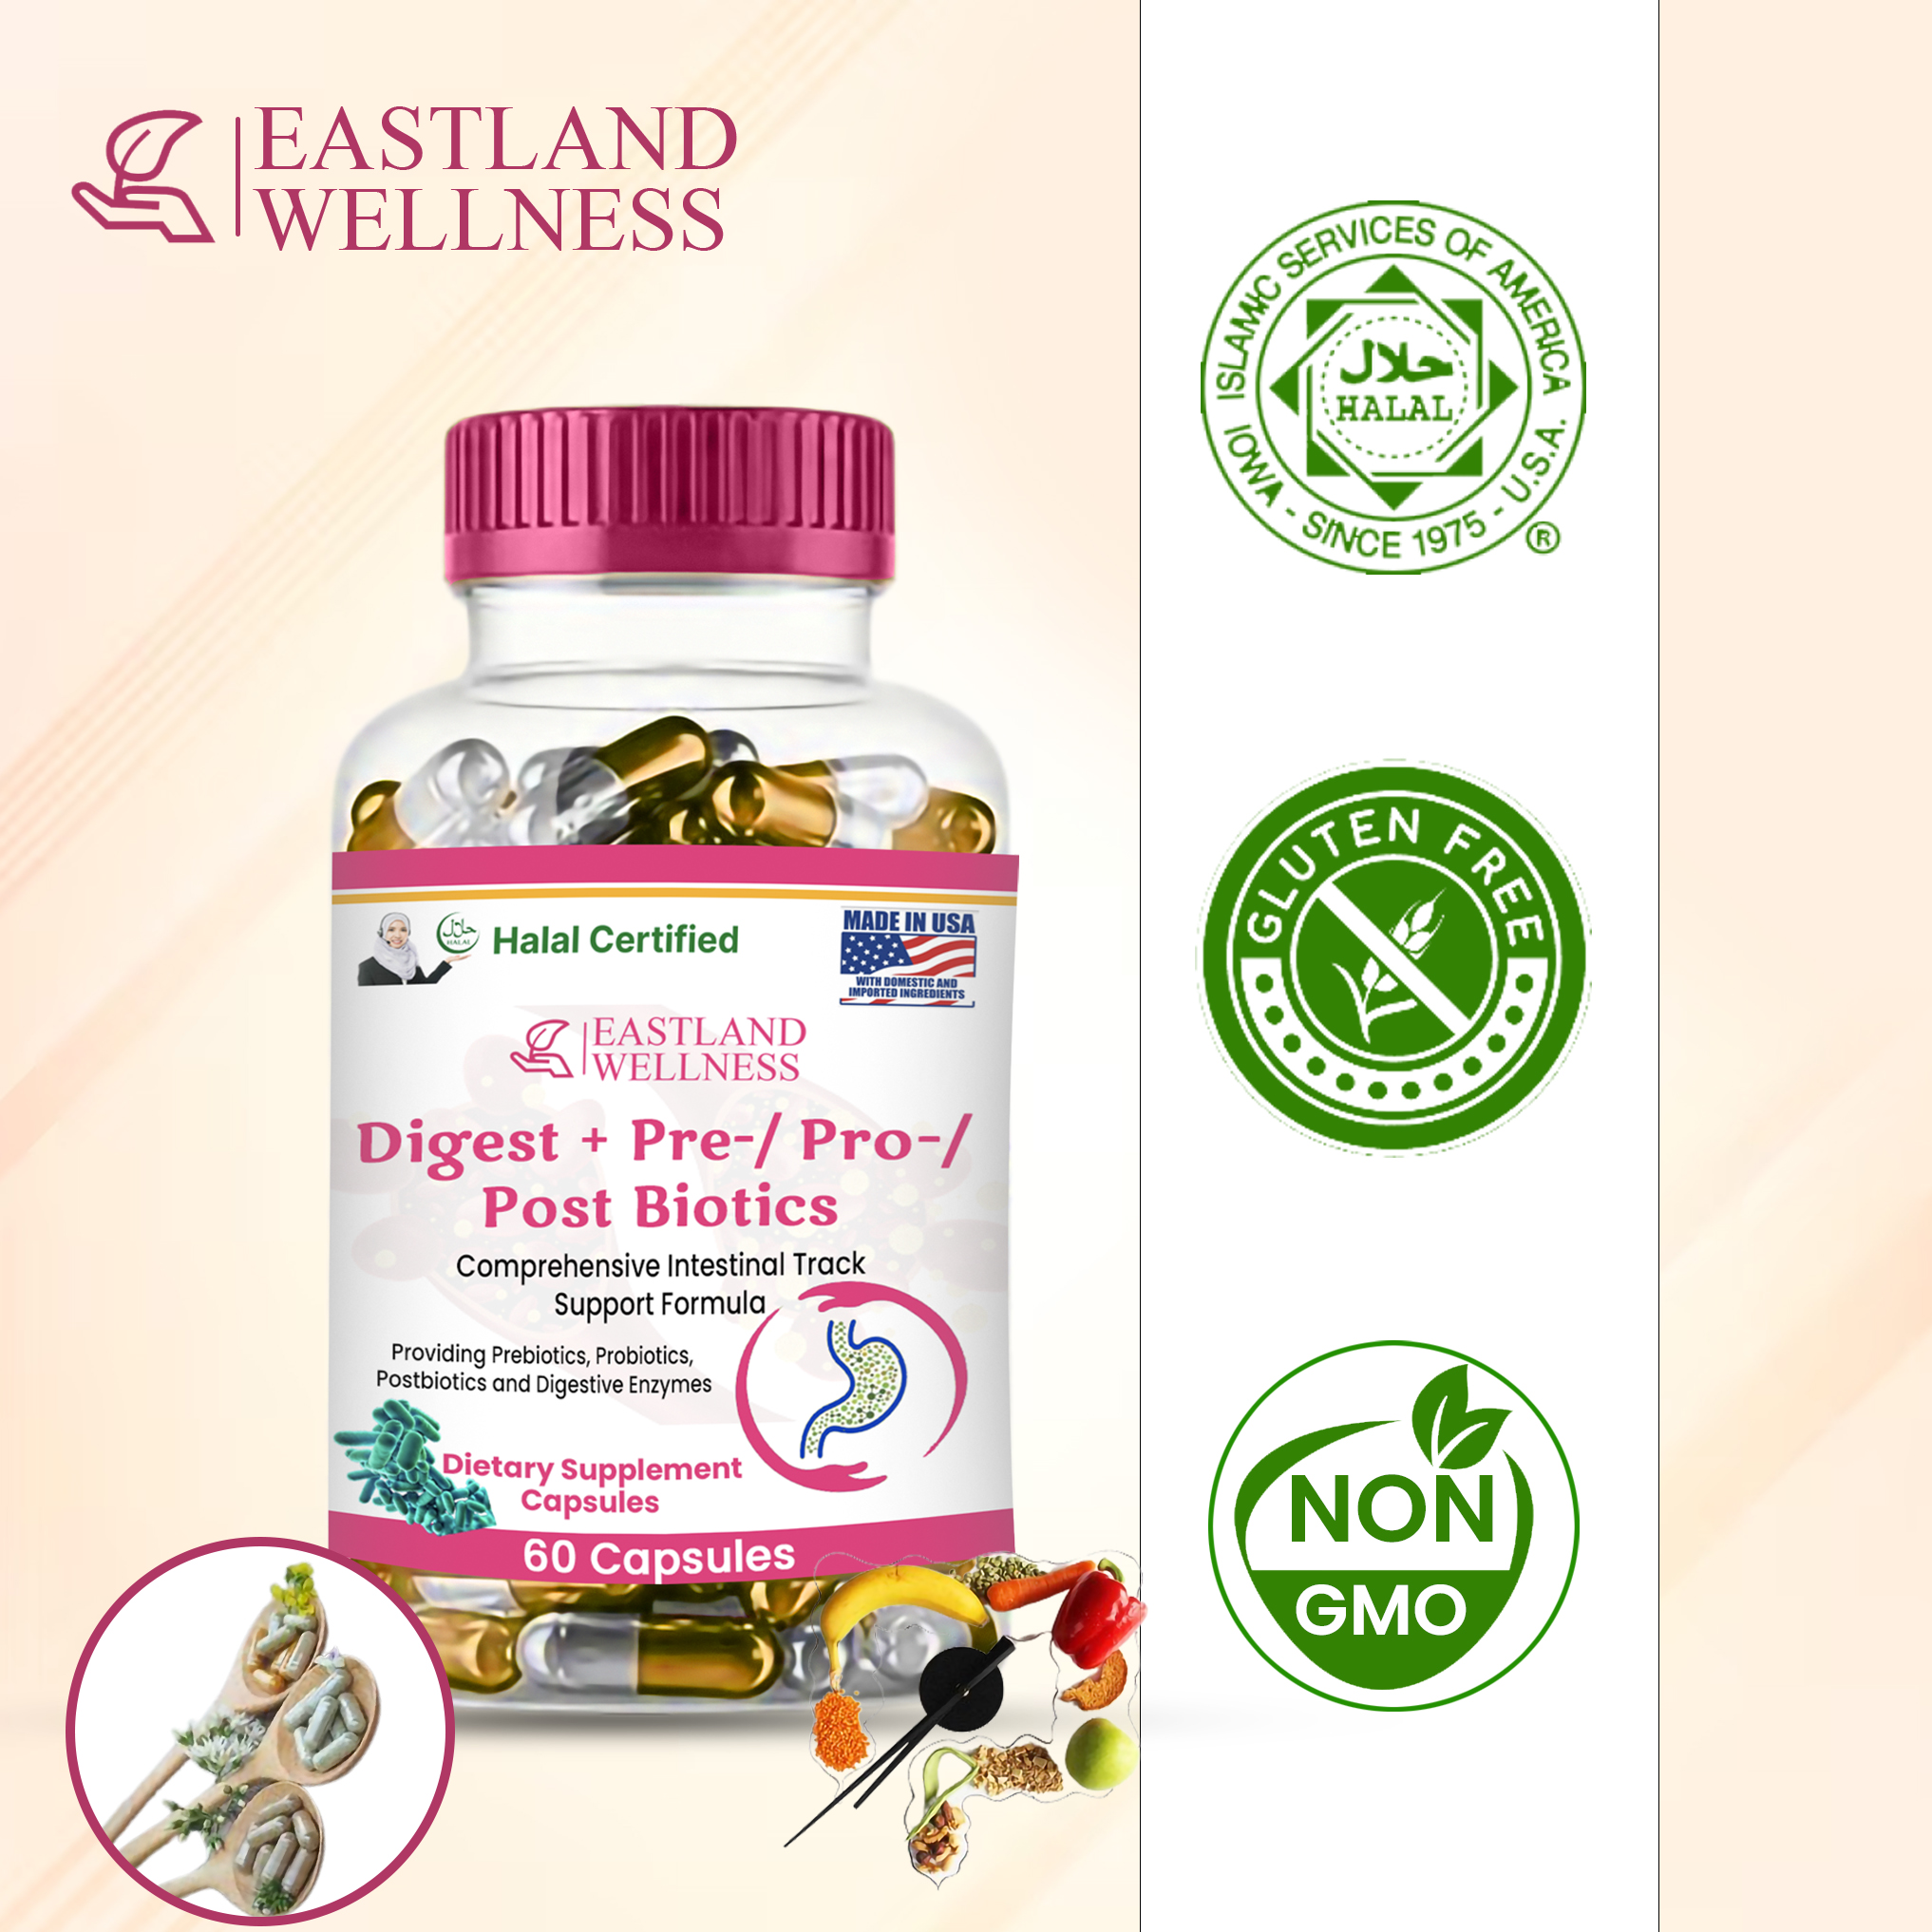 EASTLAND
WELLNESS
حلال
HALAL
Halal Certified
MADE IN USA
WITH DOMESTIC AND
IMPORTED INGREDIENTS
EASTLAND
WELLNESS
Digest + Pre-/ Pro-/
Post Biotics
Comprehensive Intestinal Track
Support Formula
Providing Prebiotics, Probiotics,
Postbiotics and Digestive Enzymes
Dietary Supplement
Capsules
60 Capsules
ISLAMIC SERVICES OF AMERICA
حلال
HALAL
IOWA - SINCE 1975 - U.S.A.
®
GLUTEN FREE
NON
GMO